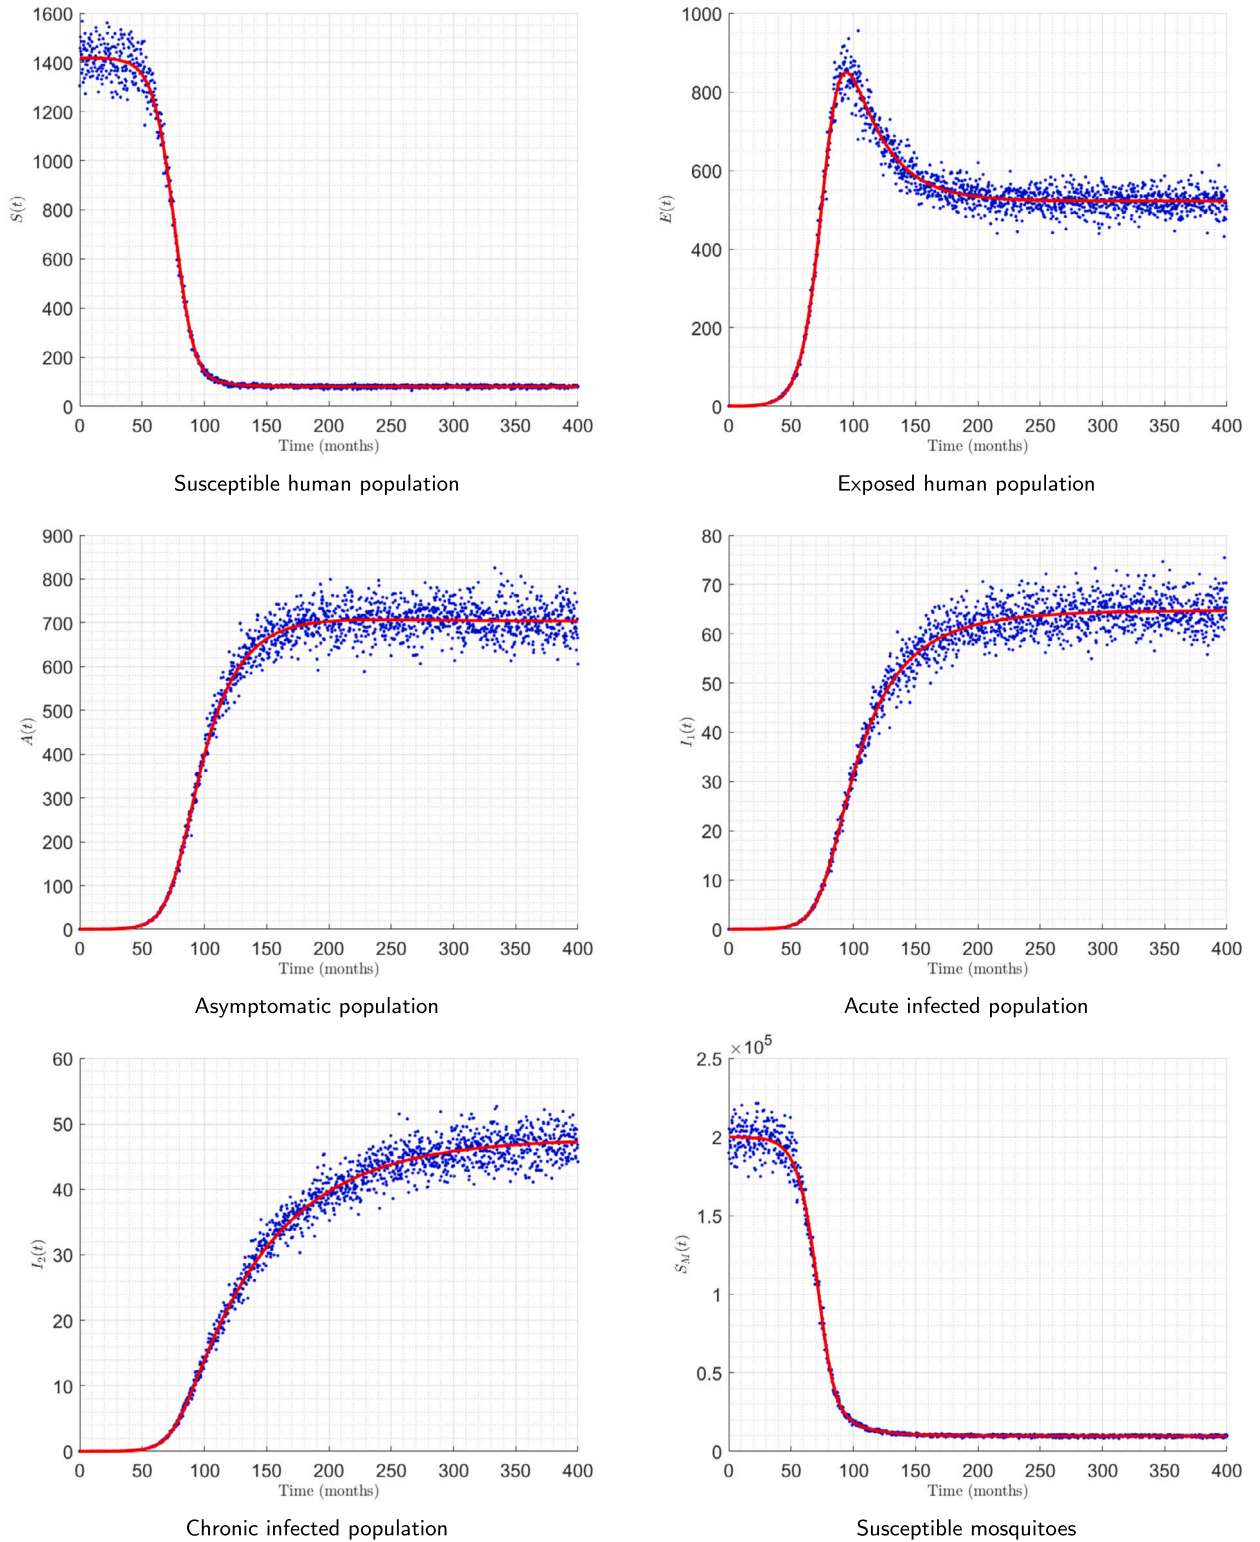 1600
1400
1200
1000
800
600
400
200
0
S(t)
0 50 100 150 200 250 300 350 400
Time (months)
Susceptible human population
1000
800
600
400
200
0
E(t)
0 50 100 150 200 250 300 350 400
Time (months)
Exposed human population
900
800
700
600
500
400
300
200
100
0
A(t)
0 50 100 150 200 250 300 350 400
Time (months)
Asymptomatic population
80
70
60
50
40
30
20
10
0
I₁(t)
0 50 100 150 200 250 300 350 400
Time (months)
Acute infected population
60
50
40
30
20
10
0
I₂(t)
0 50 100 150 200 250 300 350 400
Time (months)
Chronic infected population
×10⁵
2.5
2
1.5
1
0.5
0
S_M(t)
0 50 100 150 200 250 300 350 400
Time (months)
Susceptible mosquitoes